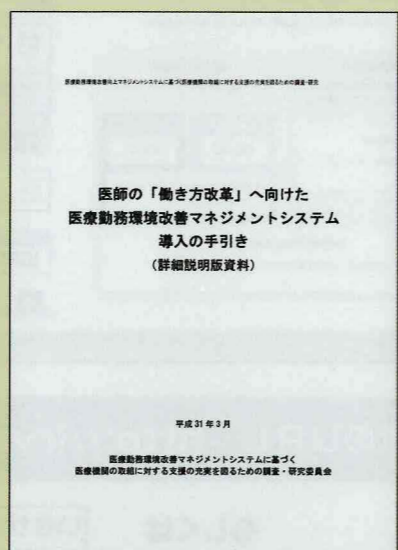 医療勤務環境改善向上マネジメントシステムに基づく医療機関の取組に対する支援の充実を図るための調査・研究
医師の「働き方改革」へ向けた
医療勤務環境改善マネジメントシステム
導入の手引き
（詳細説明版資料）
平成 31 年 3 月
医療勤務環境改善マネジメントシステムに基づく
医療機関の取組に対する支援の充実を図るための調査・研究委員会